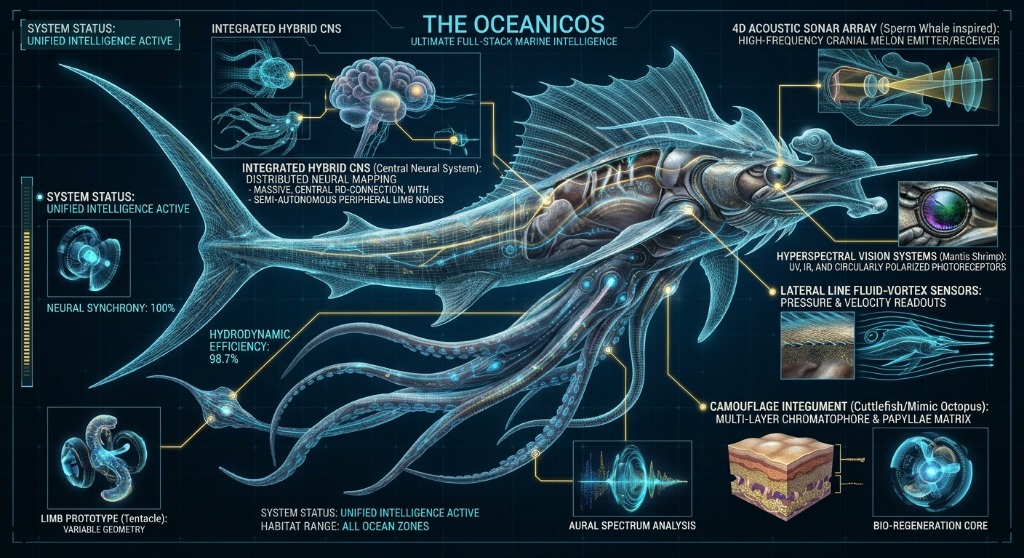 SYSTEM STATUS:
UNIFIED INTELLIGENCE ACTIVE
INTEGRATED HYBRID CNS
THE OCEANICOS
ULTIMATE FULL-STACK MARINE INTELLIGENCE
4D ACOUSTIC SONAR ARRAY (Sperm Whale inspired):
HIGH-FREQUENCY CRANIAL MELON EMITTER/RECEIVER
INTEGRATED HYBRID CNS (Central Neural System):
DISTRIBUTED NEURAL MAPPING
- MASSIVE, CENTRAL RD-CONNECTION, WITH
- SEMI-AUTONOMOUS PERIPHERAL LIMB NODES
SYSTEM STATUS:
UNIFIED INTELLIGENCE ACTIVE
NEURAL SYNCHRONY: 100%
HYPERSPECTRAL VISION SYSTEMS (Mantis Shrimp):
UV, IR, AND CIRCULARLY POLARIZED PHOTORECEPTORS
LATERAL LINE FLUID-VORTEX SENSORS:
PRESSURE & VELOCITY READOUTS
HYDRODYNAMIC
EFFICIENCY:
98.7%
CAMOUFLAGE INTEGUMENT (Cuttlefish/Mimic Octopus):
MULTI-LAYER CHROMATOPHORE & PAPYLLAE MATRIX
LIMB PROTOTYPE (Tentacle):
VARIABLE GEOMETRY
SYSTEM STATUS: UNIFIED INTELLIGENCE ACTIVE
HABITAT RANGE: ALL OCEAN ZONES
AURAL SPECTRUM ANALYSIS
BIO-REGENERATION CORE